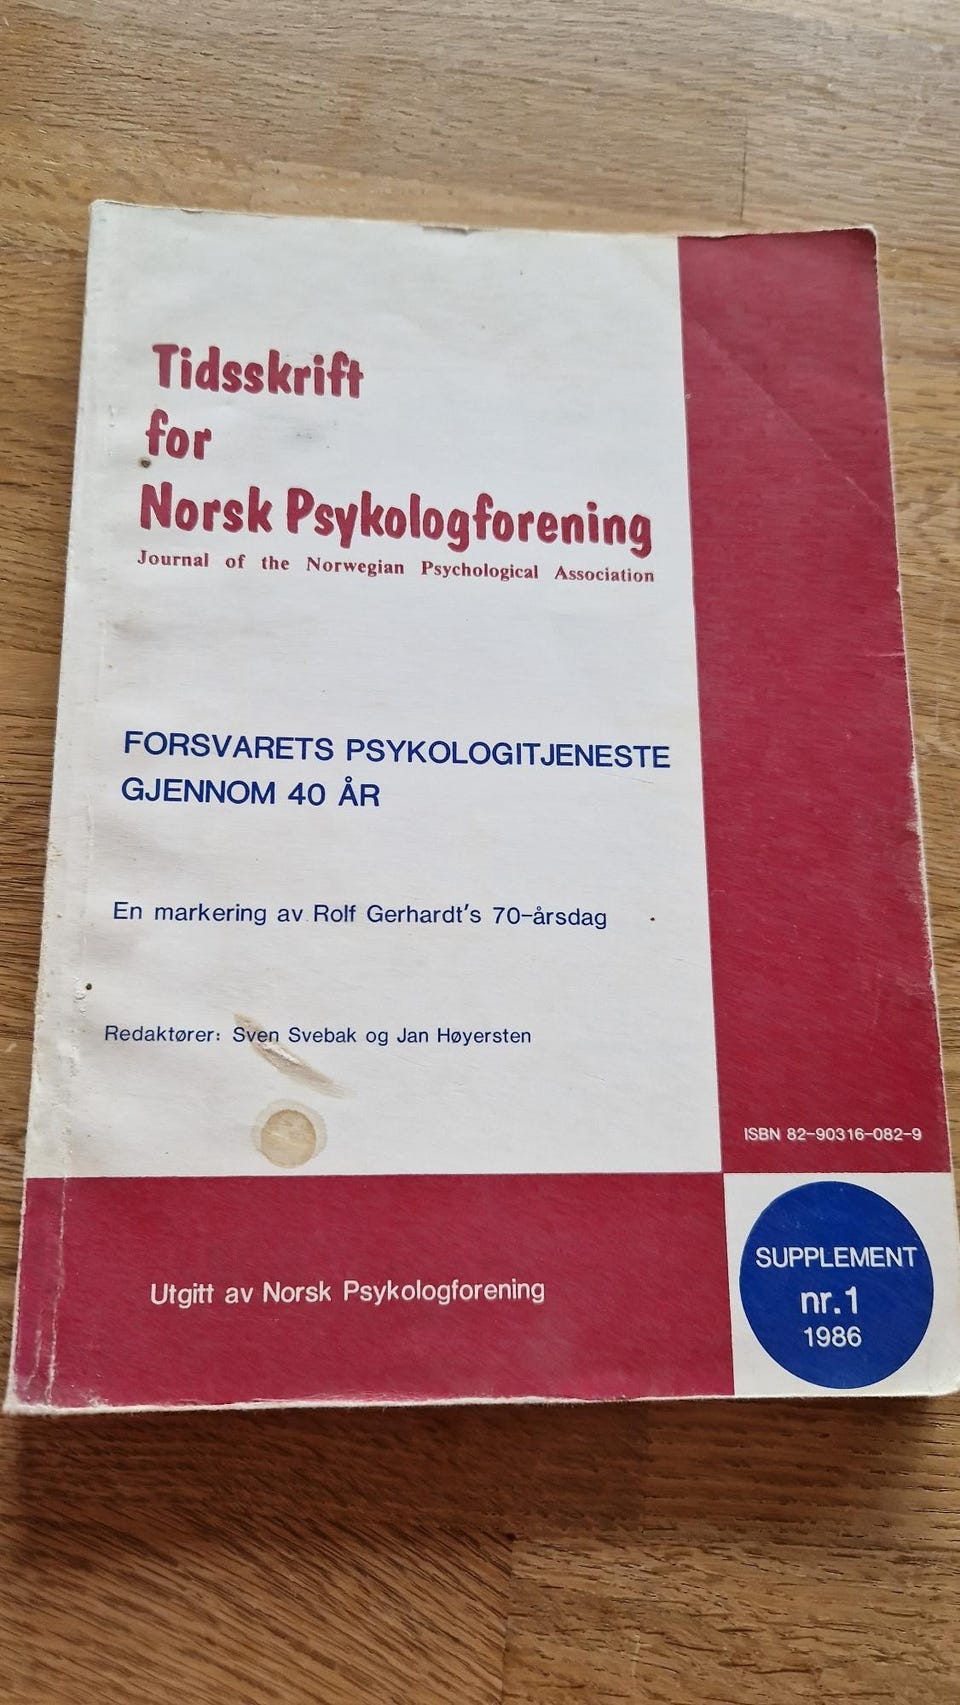 Tidsskrift
for
Norsk Psykologforening
Journal of the Norwegian Psychological Association
FORSVARETS PSYKOLOGITJENESTE
GJENNOM 40 ÅR
En markering av Rolf Gerhardt's 70-årsdag
Redaktører: Sven Svebak og Jan Høyersten
ISBN 82-90316-082-9
Utgitt av Norsk Psykologforening
SUPPLEMENT
nr.1
1986